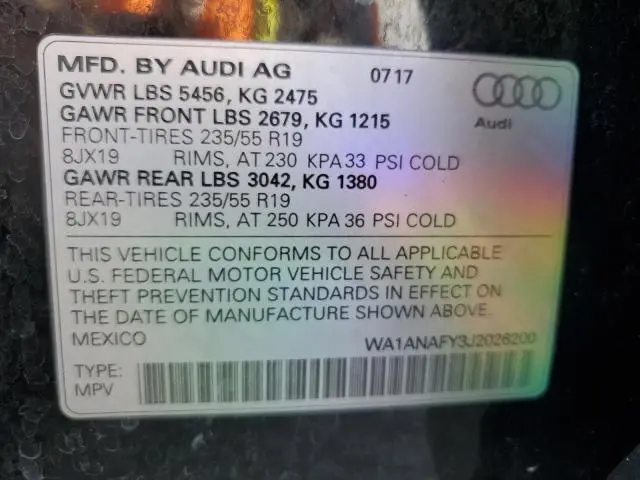 MFD. BY AUDI AG 07 17
GVWR LBS 5456, KG 2475
GAWR FRONT LBS 2679, KG 1215
FRONT-TIRES 235/55 R19
8JX19 RIMS, AT 230 KPA 33 PSI COLD
GAWR REAR LBS 3042, KG 1380
REAR-TIRES 235/55 R19
8JX19 RIMS, AT 250 KPA 36 PSI COLD
Audi
THIS VEHICLE CONFORMS TO ALL APPLICABLE
U.S. FEDERAL MOTOR VEHICLE SAFETY AND
THEFT PREVENTION STANDARDS IN EFFECT ON
THE DATE OF MANUFACTURE SHOWN ABOVE.
MEXICO WA1ANAFY3J2026200
TYPE:
MPV